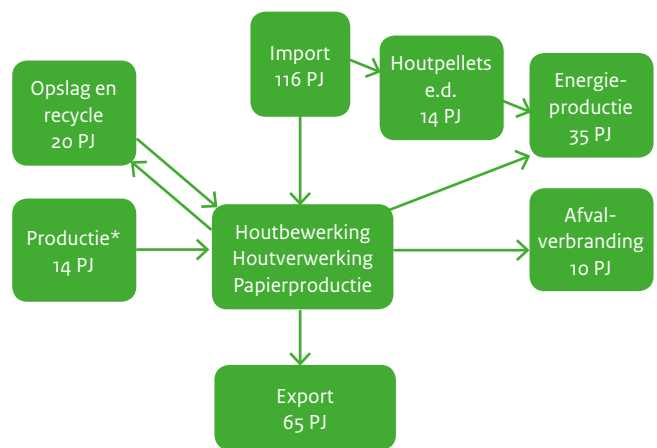 Import
116 PJ
Houtpellets
e.d.
14 PJ
Energie-
productie
35 PJ
Opslag en
recycle
20 PJ
Productie*
14 PJ
Houtbewerking
Houtverwerking
Papierproductie
Afval-
verbranding
10 PJ
Export
65 PJ